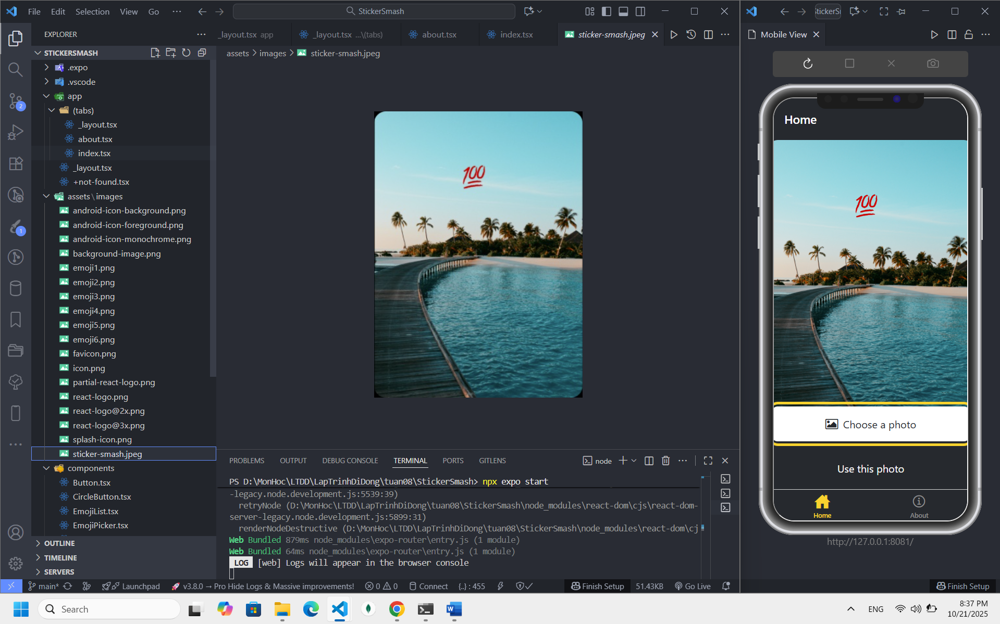 File Edit Selection View Go ··· StickerSmash
EXPLORER
STICKERSMASH
.expo
.vscode
app
(tabs)
_layout.tsx
about.tsx
index.tsx
_layout.tsx
+not-found.tsx
assets\images
android-icon-background.png
android-icon-foreground.png
android-icon-monochrome.png
background-image.png
emoji1.png
emoji2.png
emoji3.png
emoji4.png
emoji5.png
emoji6.png
favicon.png
icon.png
partial-react-logo.png
react-logo.png
react-logo@2x.png
react-logo@3x.png
splash-icon.png
sticker-smash.jpeg
components
Button.tsx
CircleButton.tsx
EmojiList.tsx
EmojiPicker.tsx
OUTLINE
TIMELINE
SERVERS
2
1
_layout.tsx app _layout.tsx ...\(tabs) about.tsx index.tsx sticker-smash.jpeg
assets > images > sticker-smash.jpeg
100
PROBLEMS OUTPUT DEBUG CONSOLE TERMINAL PORTS GITLENS node
PS D:\MonHoc\LTDD\LapTrinhDiDong\tuan08\StickerSmash> npx expo start
-legacy.node.development.js:5539:39)
retryNode (D:\MonHoc\LTDD\LapTrinhDiDong\tuan08\StickerSmash\node_modules\react-dom\cjs\react-dom-
server-legacy.node.development.js:5899:31)
renderNodeDestructive (D:\MonHoc\LTDD\LapTrinhDiDong\tuan08\StickerSmash\node_modules\react-dom\cj
Web Bundled 879ms node_modules\expo-router\entry.js (1 module)
Web Bundled 64ms node_modules\expo-router\entry.js (1 module)
LOG [web] Logs will appear in the browser console
main* Launchpad v3.8.0 → Pro Hide Logs & Massive improvements! 0 0 Connect {..} : 455 Finish Setup 51.43KB Go Live
Mobile View
Home
100
Choose a photo
Use this photo
Home About
http://127.0.0.1:8081/
Finish Setup
Search
ENG
8:37 PM
10/21/2025